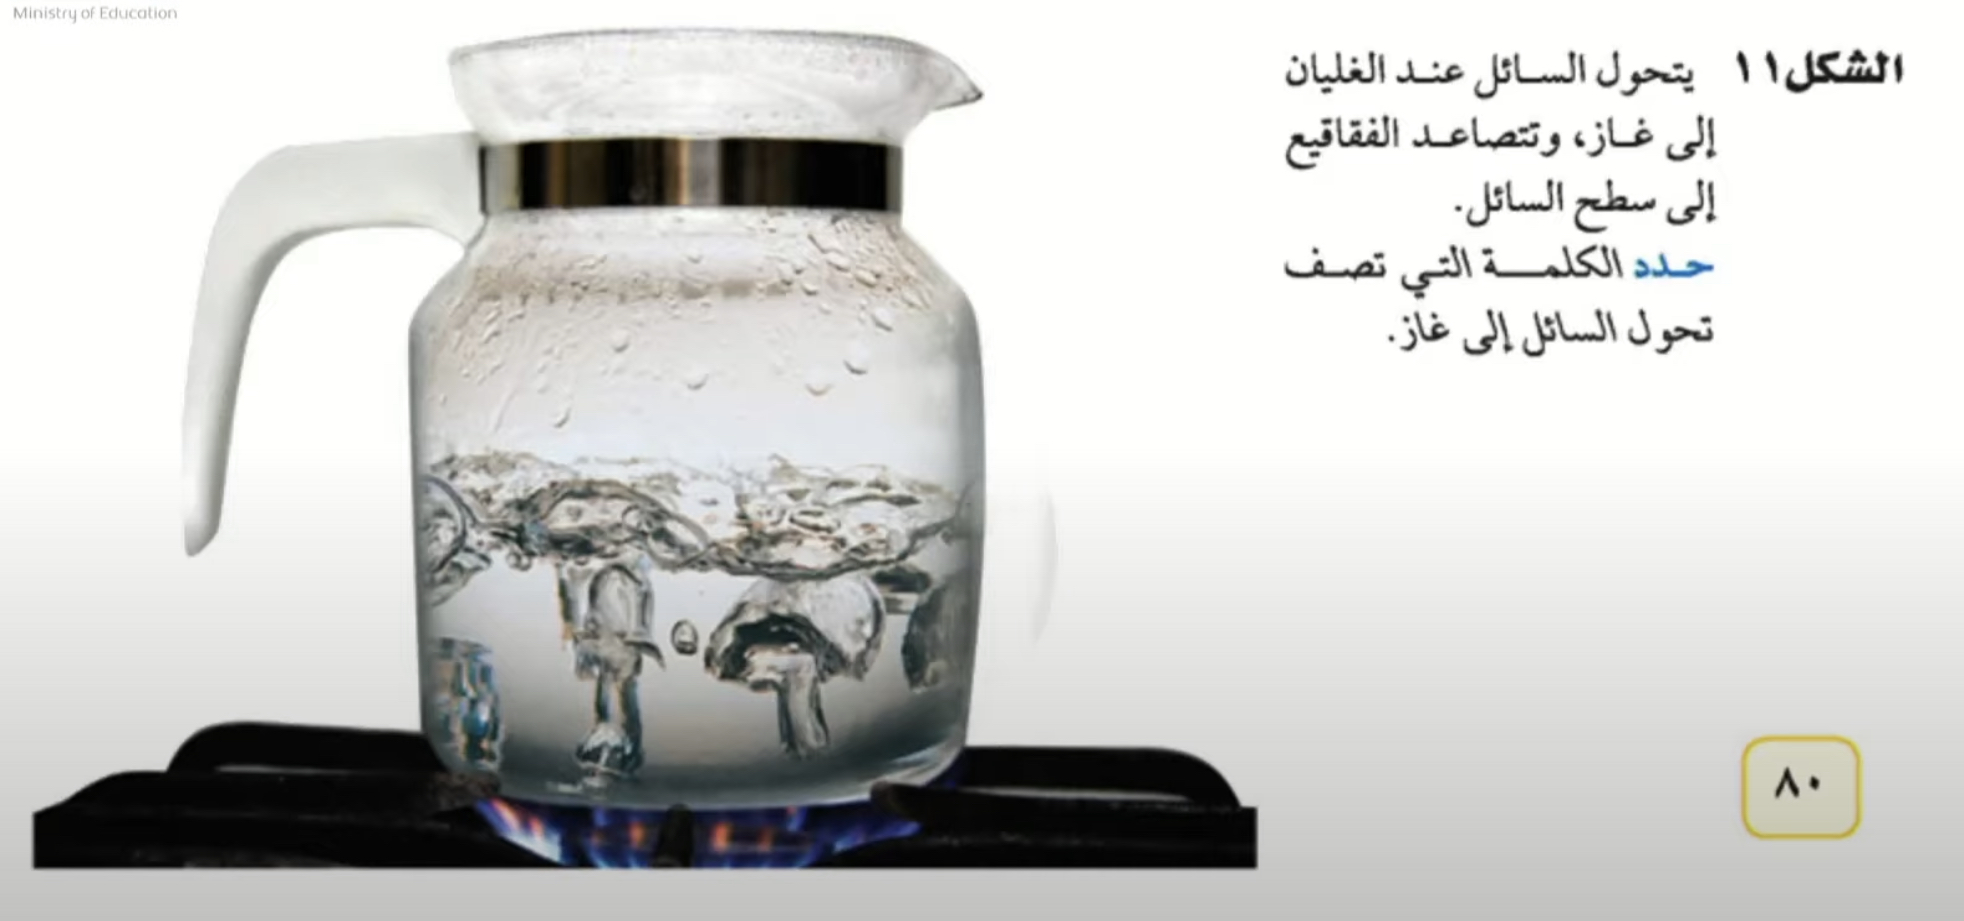 Ministry of Education
الشكل١١ يتحول السائل عند الغليان
إلى غاز، وتتصاعد الفقاقيع
إلى سطح السائل.
حدد الكلمة التي تصف
تحول السائل إلى غاز.
٨٠